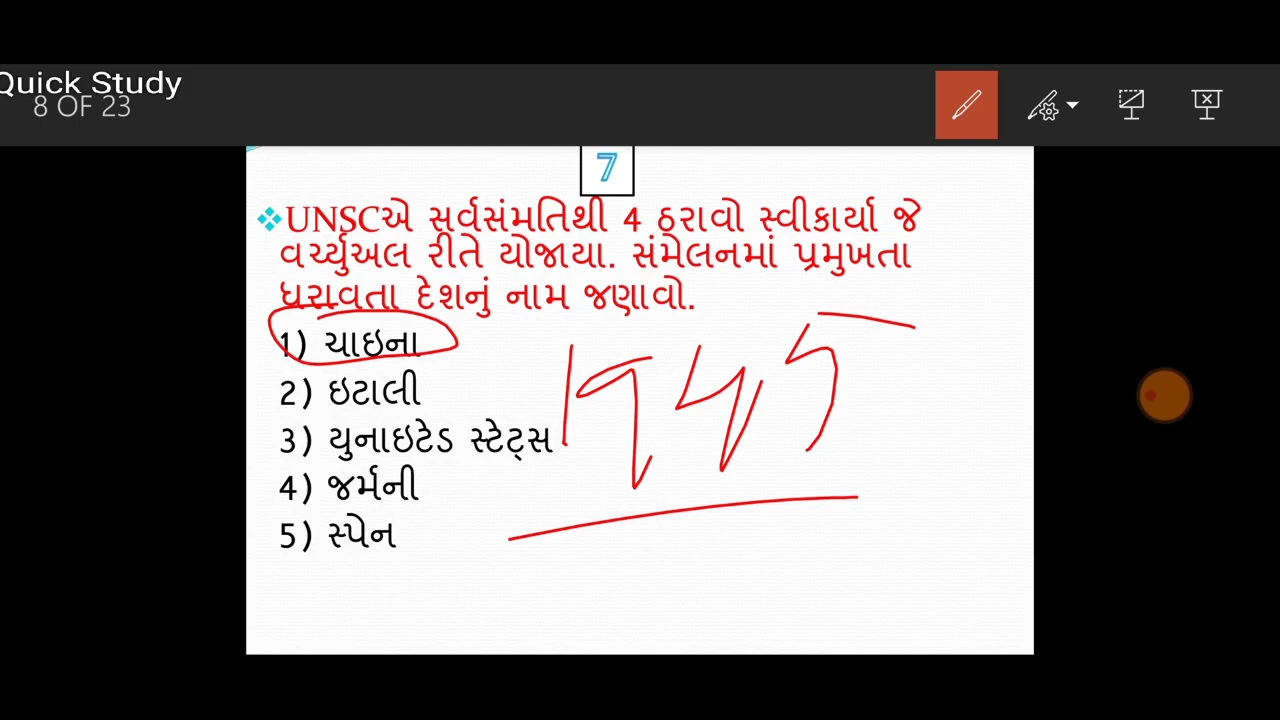 Quick Study
8 OF 23
7
❖UNSCએ સર્વસંમતિથી 4 ઠરાવો સ્વીકાર્યા જે
વર્ચ્યુઅલ રીતે યોજાયા. સંમેલનમાં પ્રમુખતા
ધરાવતા દેશનું નામ જણાવો.
1) ચાઇના
2) ઇટાલી
3) યુનાઇટેડ સ્ટેટ્સ
4) જર્મની
5) સ્પેન
1945